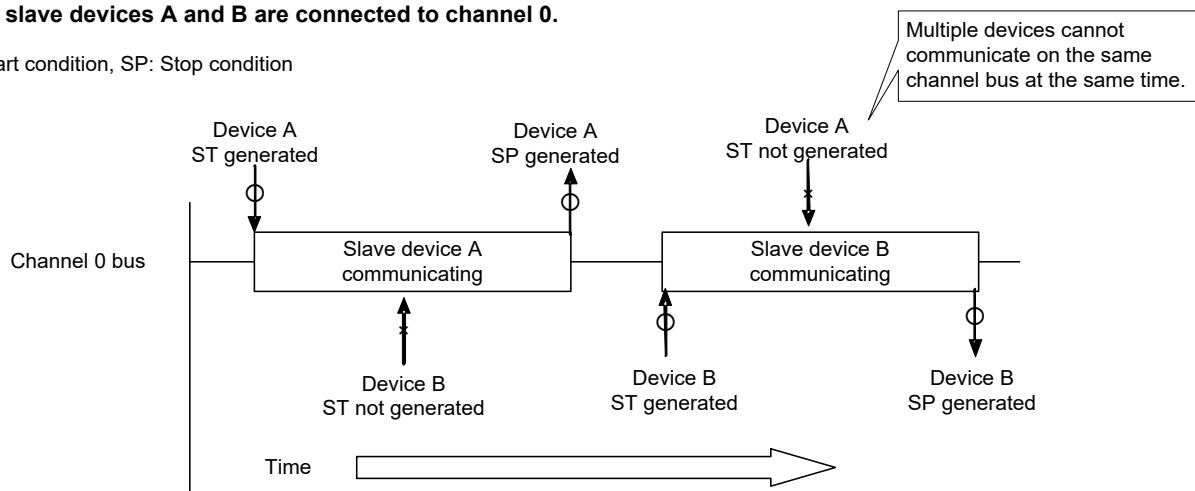 slave devices A and B are connected to channel 0.
art condition, SP: Stop condition
Multiple devices cannot
communicate on the same
channel bus at the same time.
Device A
ST generated
Device A
SP generated
Device A
ST not generated
Channel 0 bus
Slave device A
communicating
Slave device B
communicating
Device B
ST not generated
Device B
ST generated
Device B
SP generated
Time